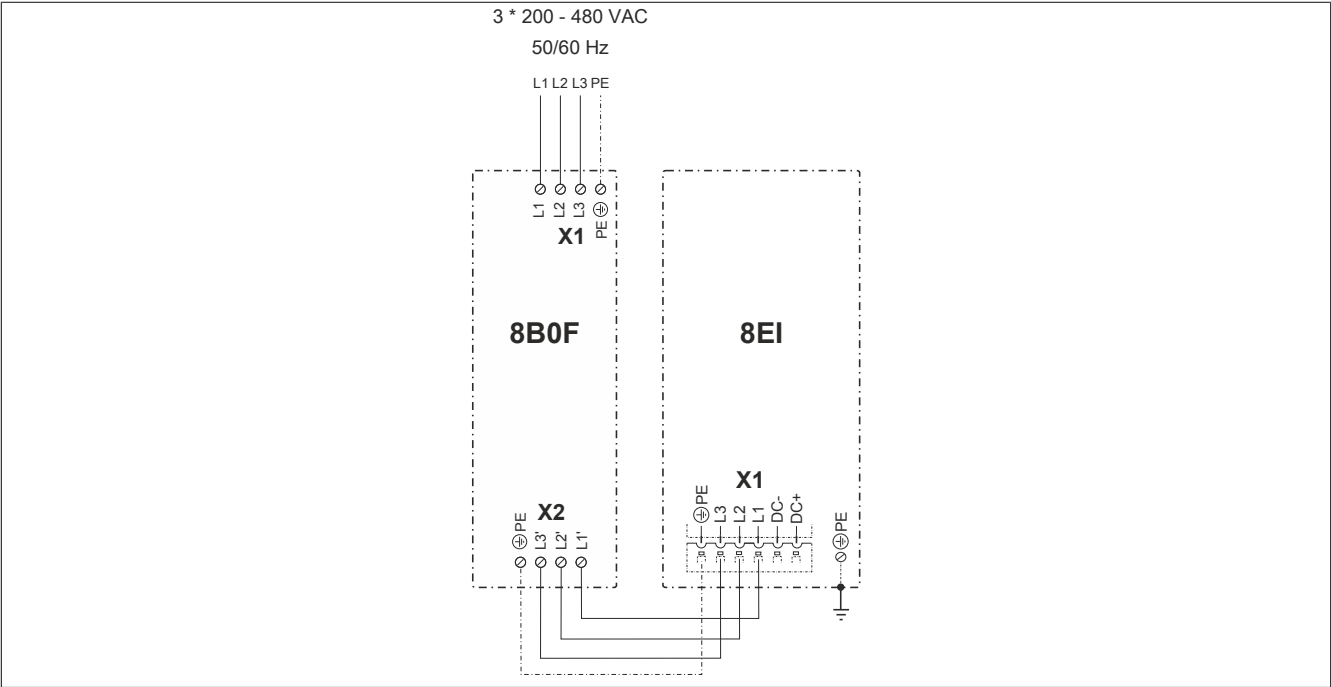 3 * 200 - 480 VAC
50/60 Hz
L1 L2 L3 PE
L1 L2 L3 PE
X1
8B0F
8EI
X2
PE L3' L2' L1'
X1
PE L3 L2 L1 DC- DC+
PE